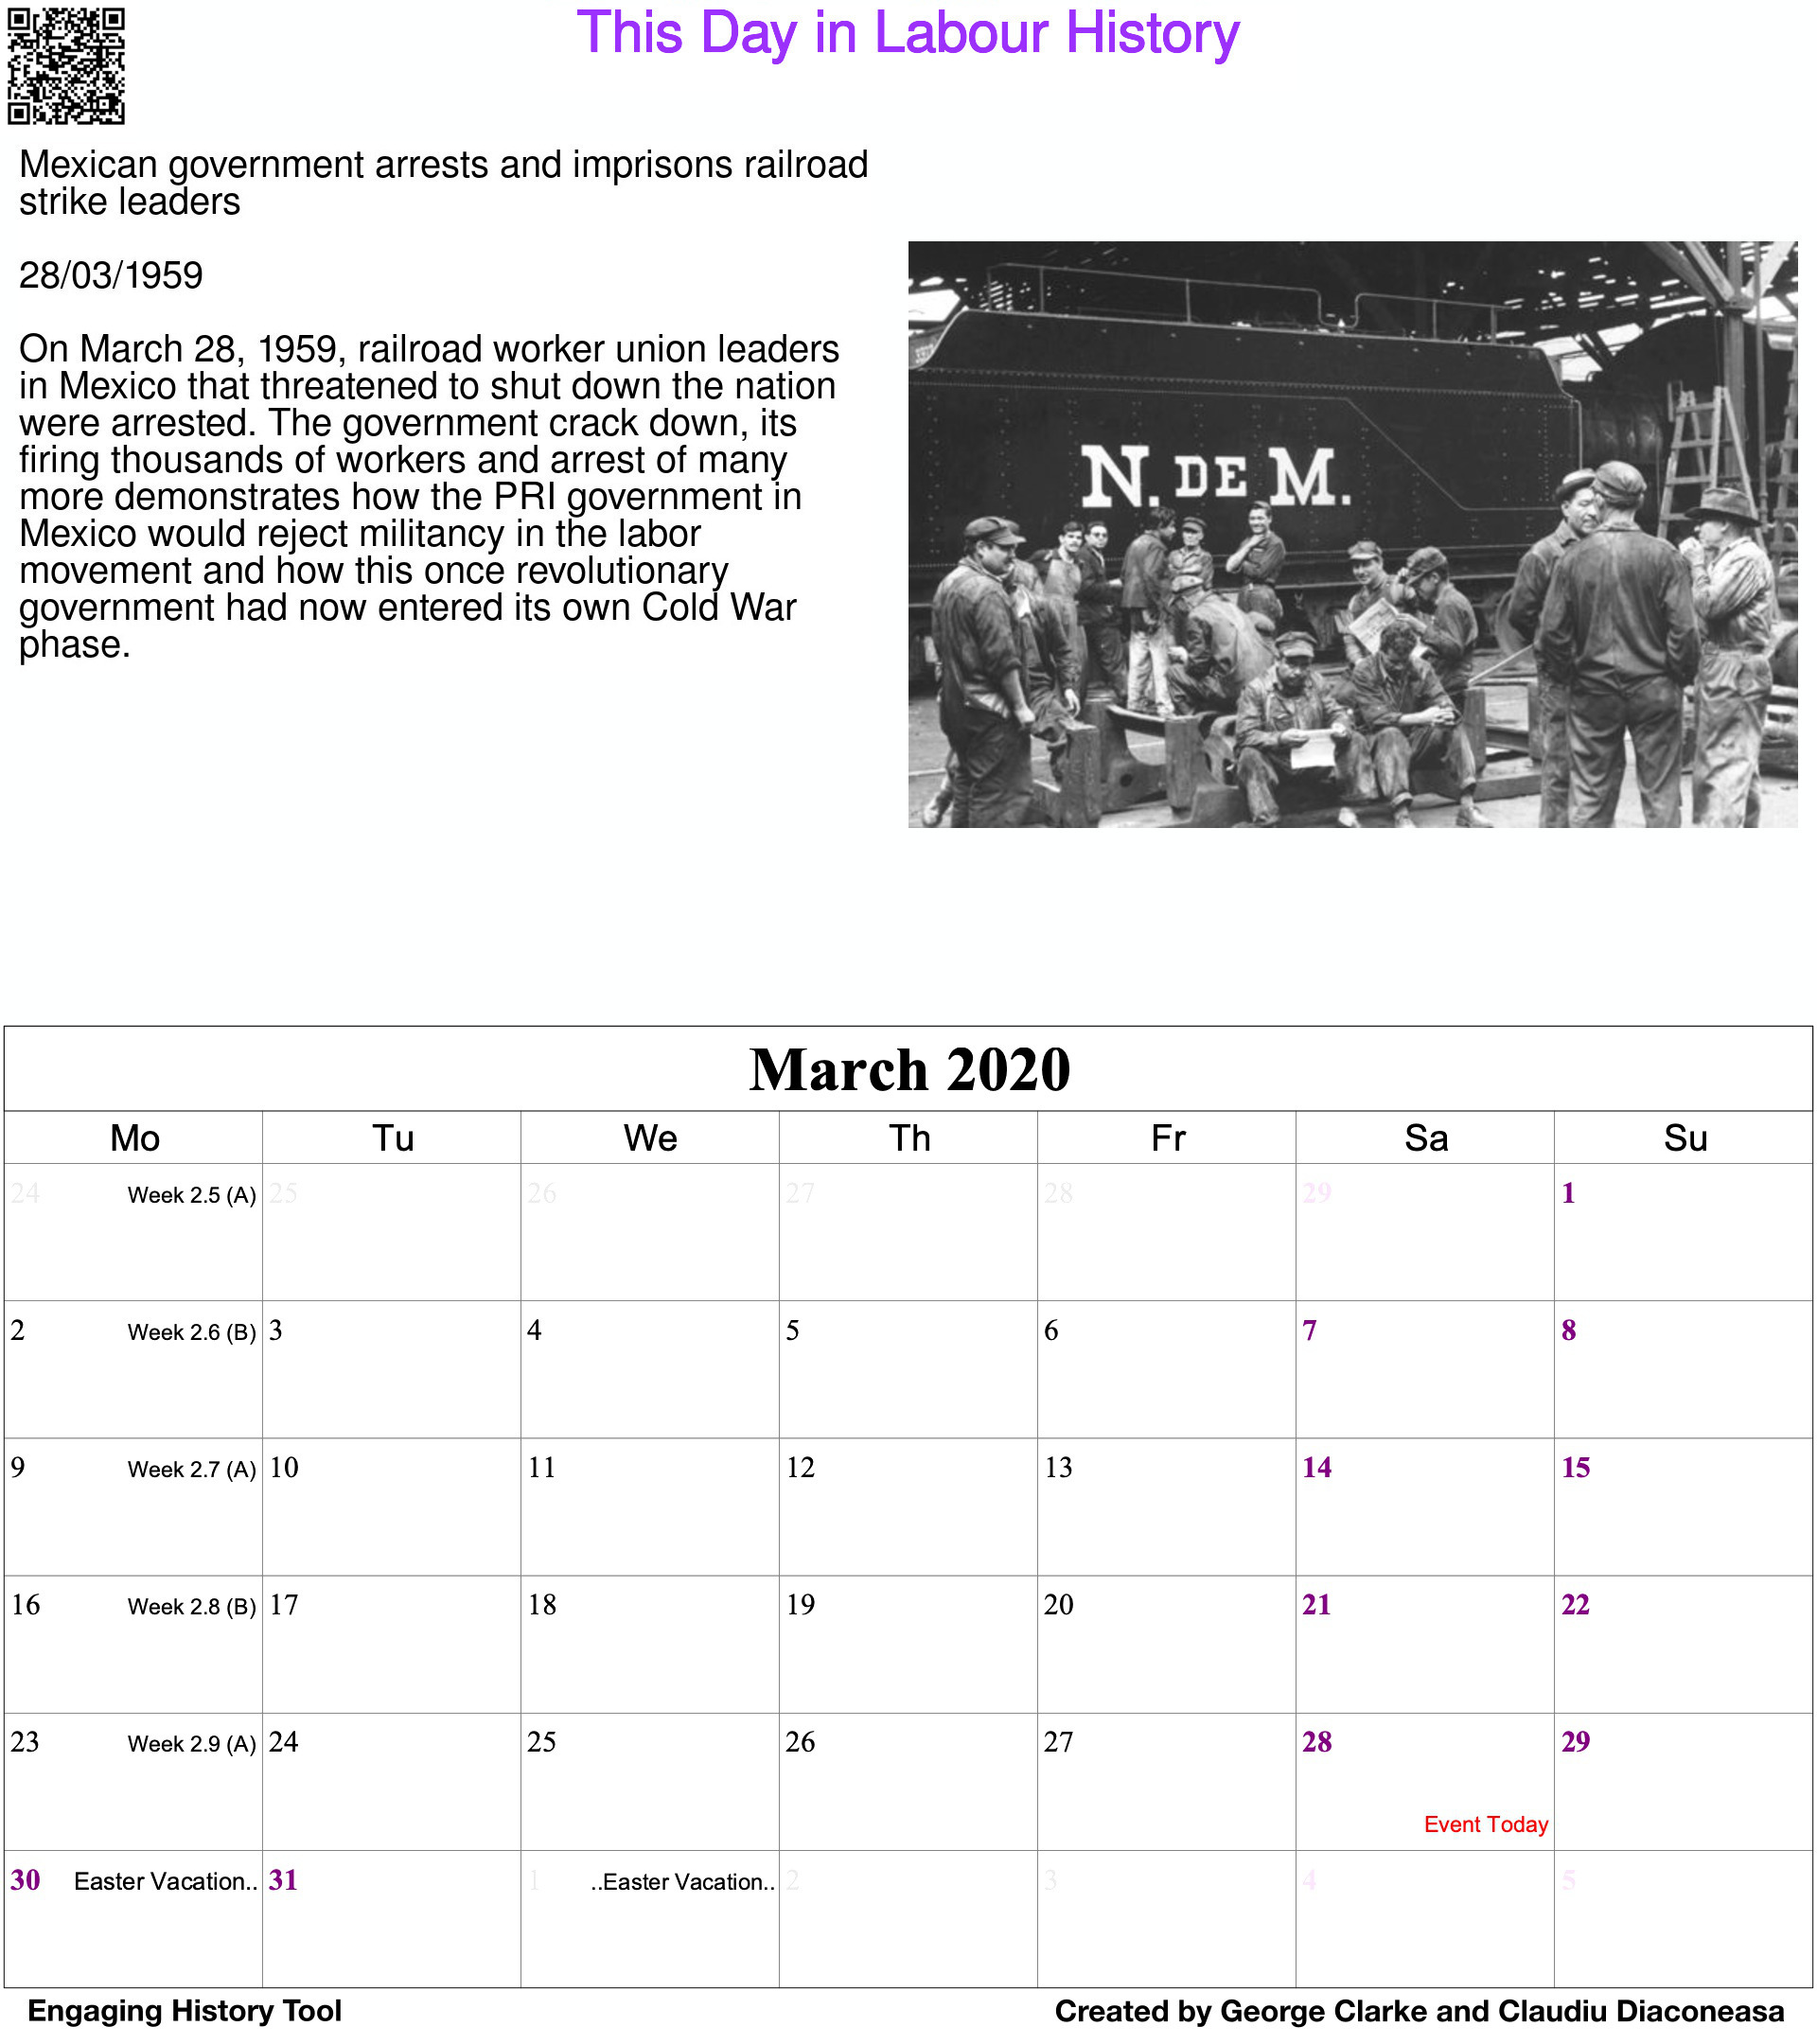 This Day in Labour History
Mexican government arrests and imprisons railroad
strike leaders
28/03/1959
On March 28, 1959, railroad worker union leaders
in Mexico that threatened to shut down the nation
were arrested. The government crack down, its
firing thousands of workers and arrest of many
more demonstrates how the PRI government in
Mexico would reject militancy in the labor
movement and how this once revolutionary
government had now entered its own Cold War
phase.
N. DE M.
March 2020
Mo Tu We Th Fr Sa Su
24 Week 2.5 (A) 25 26 27 28 29 1
2 Week 2.6 (B) 3 4 5 6 7 8
9 Week 2.7 (A) 10 11 12 13 14 15
16 Week 2.8 (B) 17 18 19 20 21 22
23 Week 2.9 (A) 24 25 26 27 28 29
Event Today
30 Easter Vacation.. 31 1 ..Easter Vacation.. 2 3 4 5
Engaging History Tool Created by George Clarke and Claudiu Diaconeasa